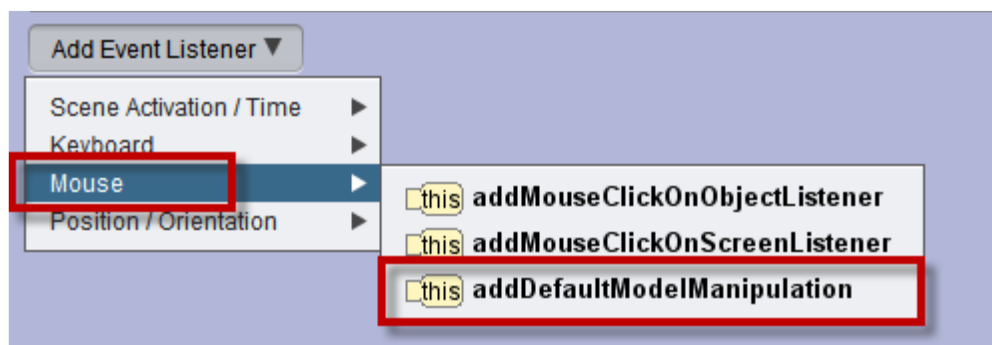 Add Event Listener ▼
Scene Activation / Time ▶
Keyboard ▶
Mouse ▶
Position / Orientation ▶
this addMouseClickOnObjectListener
this addMouseClickOnScreenListener
this addDefaultModelManipulation